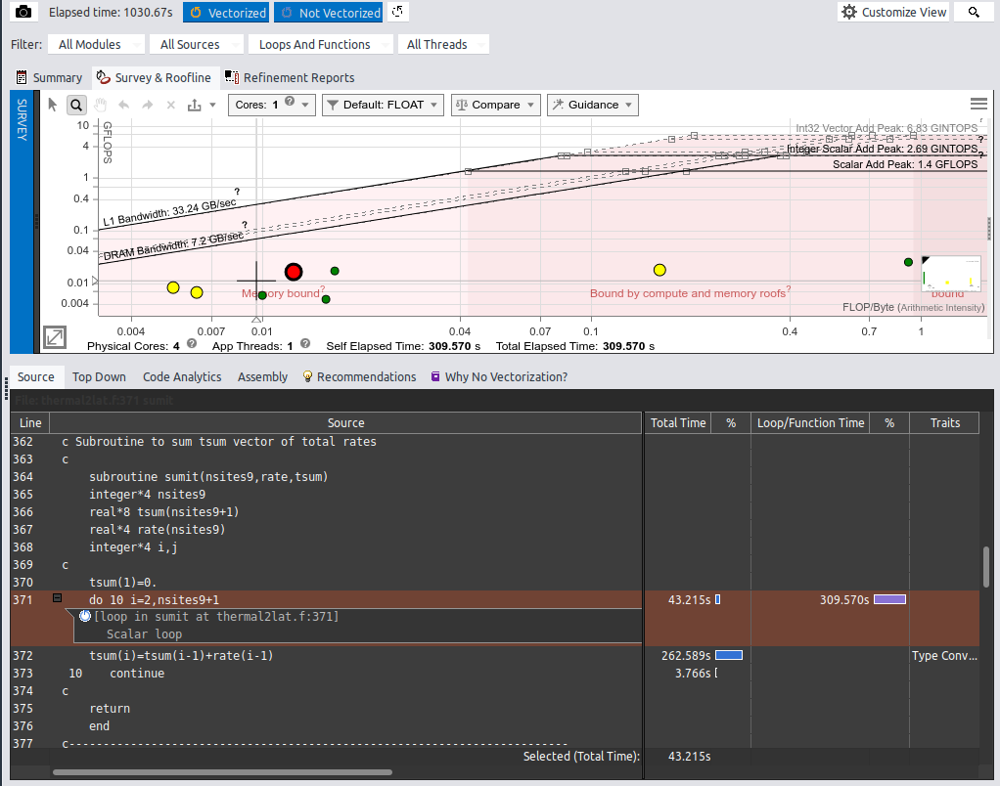 Elapsed time: 1030.67s Vectorized Not Vectorized Customize View
Filter: All Modules All Sources Loops And Functions All Threads
Summary Survey & Roofline Refinement Reports
SURVEY
Cores: 1 ? Default: FLOAT Compare Guidance
GFLOPS
10
4
1
0.4
0.1
0.04
0.01
0.004
Int32 Vector Add Peak: 6.83 GINTOPS ?
Integer Scalar Add Peak: 2.69 GINTOPS ?
Scalar Add Peak: 1.4 GFLOPS
L1 Bandwidth: 33.24 GB/sec ?
DRAM Bandwidth: 7.2 GB/sec ?
Memory bound?
Bound by compute and memory roofs?
bound
FLOP/Byte (Arithmetic Intensity)
0.004 0.007 0.01 0.04 0.07 0.1 0.4 0.7 1
Physical Cores: 4 ? App Threads: 1 ? Self Elapsed Time: 309.570 s Total Elapsed Time: 309.570 s
Source Top Down Code Analytics Assembly Recommendations Why No Vectorization?
File: thermal2lat.f:371 sumit
Line Source Total Time % Loop/Function Time % Traits
362 c Subroutine to sum tsum vector of total rates
363 c
364 subroutine sumit(nsites9,rate,tsum)
365 integer*4 nsites9
366 real*8 tsum(nsites9+1)
367 real*4 rate(nsites9)
368 integer*4 i,j
369 c
370 tsum(1)=0.
371 do 10 i=2,nsites9+1 43.215s 309.570s
[loop in sumit at thermal2lat.f:371]
Scalar loop
372 tsum(i)=tsum(i-1)+rate(i-1) 262.589s Type Conv...
373 10 continue 3.766s
374 c
375 return
376 end
377 c-----------------------------------------------------------------------
Selected (Total Time): 43.215s